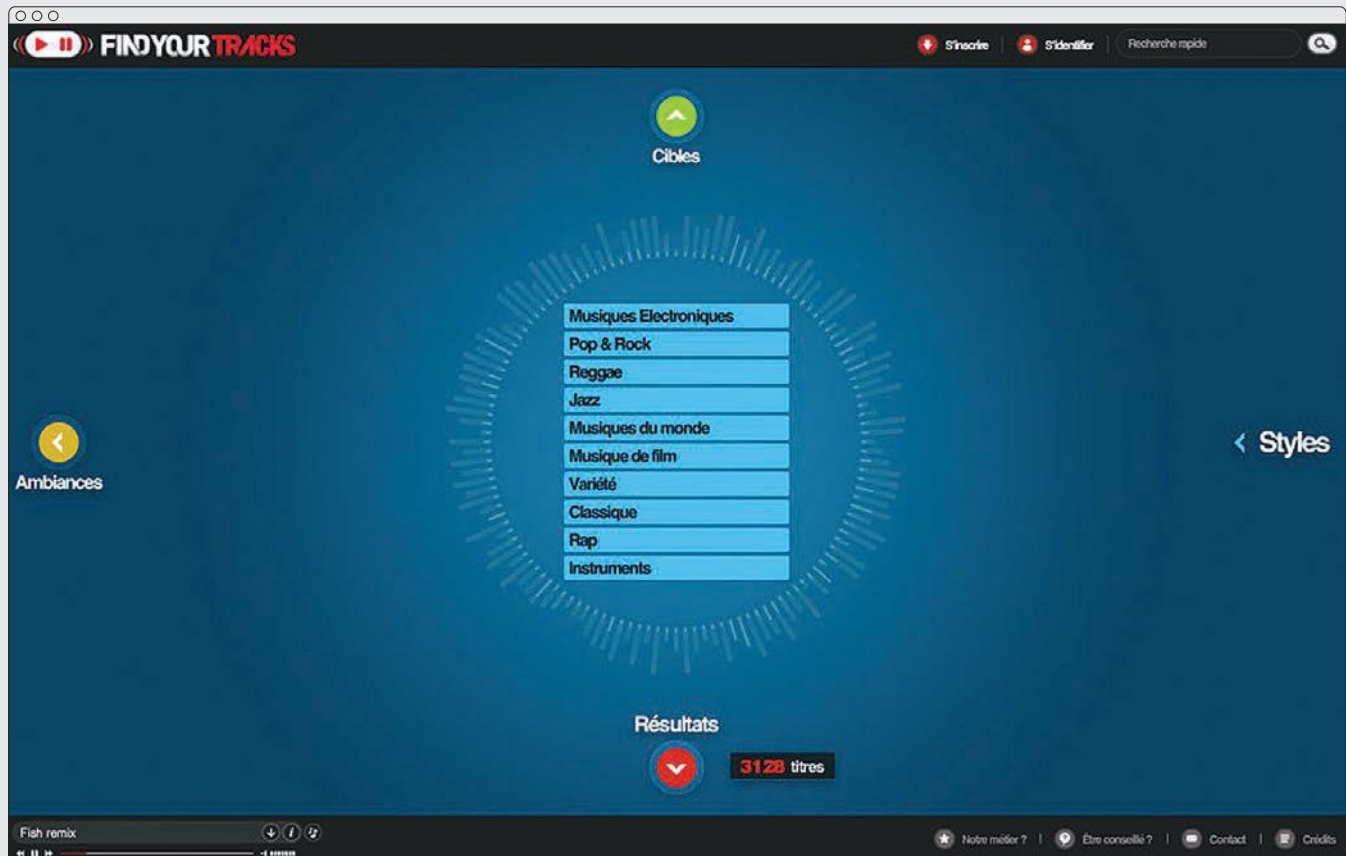 FINDYOURTRACKS
S'inscrire
S'identifier
Recherche rapide
Cibles
Musiques Electroniques
Pop & Rock
Reggae
Jazz
Musiques du monde
Musique de film
Variété
Classique
Rap
Instruments
Ambiances
Styles
Résultats
3128 titres
Fish remix
Notre métier ?
Être conseillé ?
Contact
Crédits